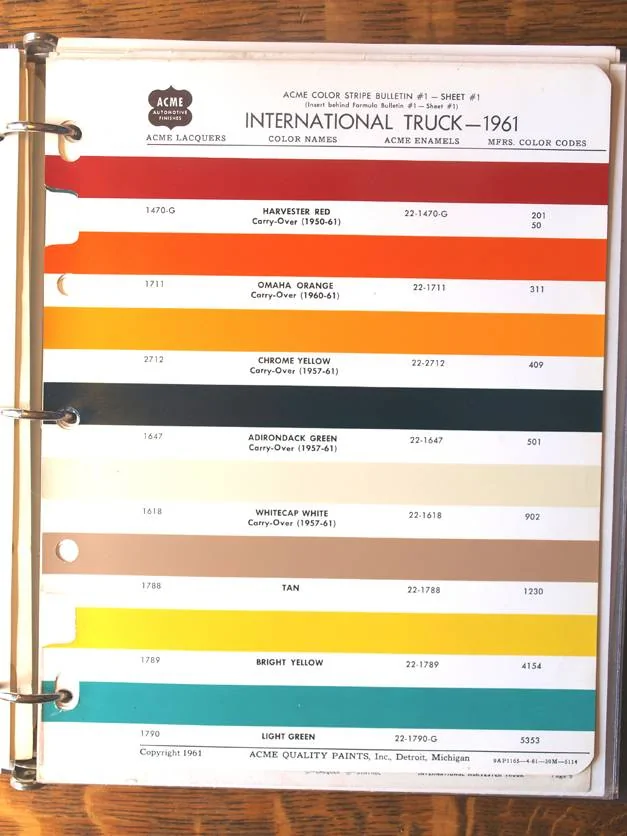 ACME
AUTOMOTIVE
FINISHES
ACME COLOR STRIPE BULLETIN #1 — SHEET #1
(Insert behind Formula Bulletin #1 — Sheet #1)
INTERNATIONAL TRUCK—1961
ACME LACQUERS COLOR NAMES ACME ENAMELS MFRS. COLOR CODES
1470-G HARVESTER RED 22-1470-G 201
Carry-Over (1950-61) 50
1711 OMAHA ORANGE 22-1711 311
Carry-Over (1960-61)
2712 CHROME YELLOW 22-2712 409
Carry-Over (1957-61)
1647 ADIRONDACK GREEN 22-1647 501
Carry-Over (1957-61)
1618 WHITECAP WHITE 22-1618 902
Carry-Over (1957-61)
1788 TAN 22-1788 1230
1789 BRIGHT YELLOW 22-1789 4154
1790 LIGHT GREEN 22-1790-G 5353
Copyright 1961 ACME QUALITY PAINTS, Inc., Detroit, Michigan 9AP1165—4-61—20M—5114